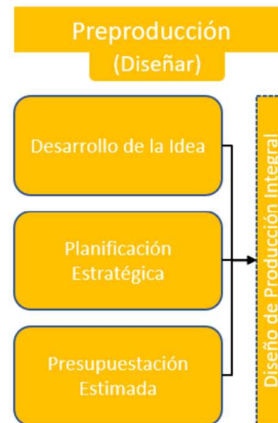 Preproducción
(Diseñar)
Desarrollo de la Idea
Planificación
Estratégica
Presupuestación
Estimada
Diseño de Producción Integral